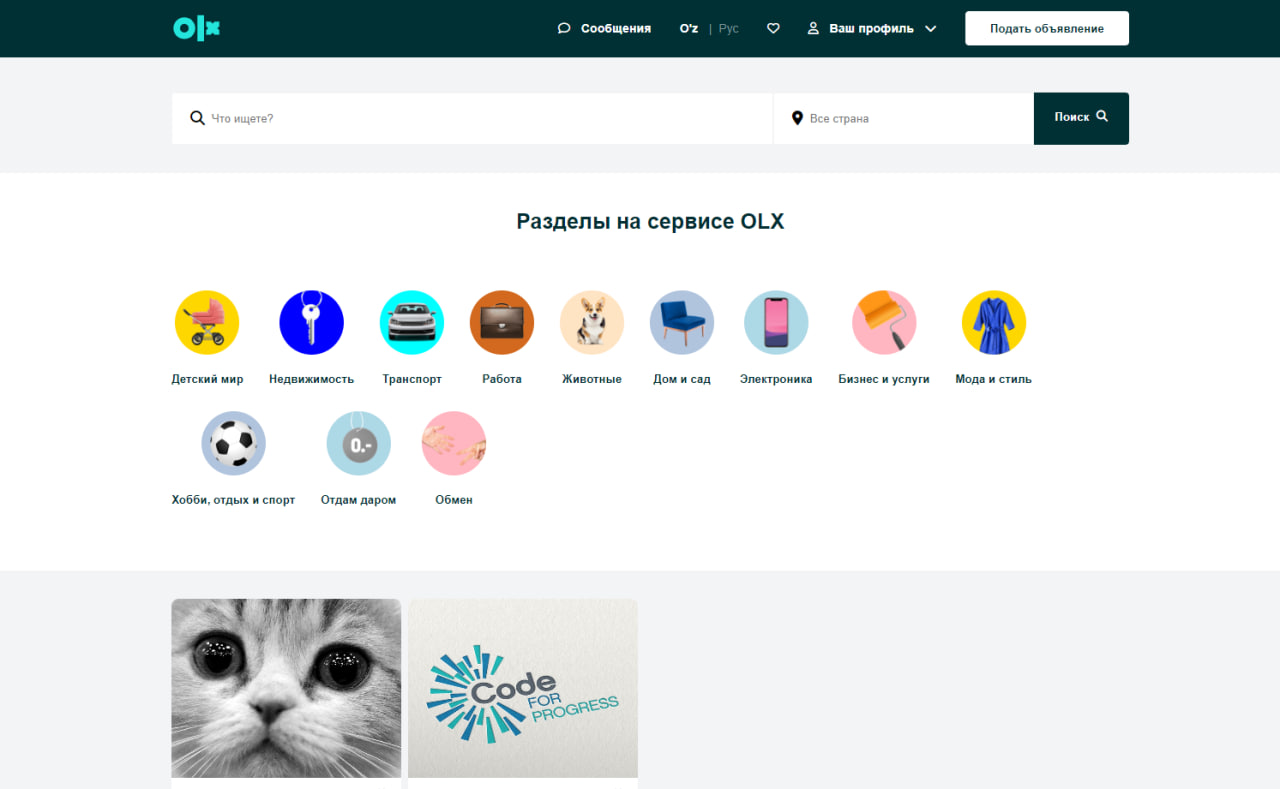 olx
Сообщения O'z | Рус Ваш профиль Подать объявление
Что ищете? Все страна Поиск
Разделы на сервисе OLX
Детский мир Недвижимость Транспорт Работа Животные Дом и сад Электроника Бизнес и услуги Мода и стиль
0.-
Хобби, отдых и спорт Отдам даром Обмен
Code
FOR
PROGRESS